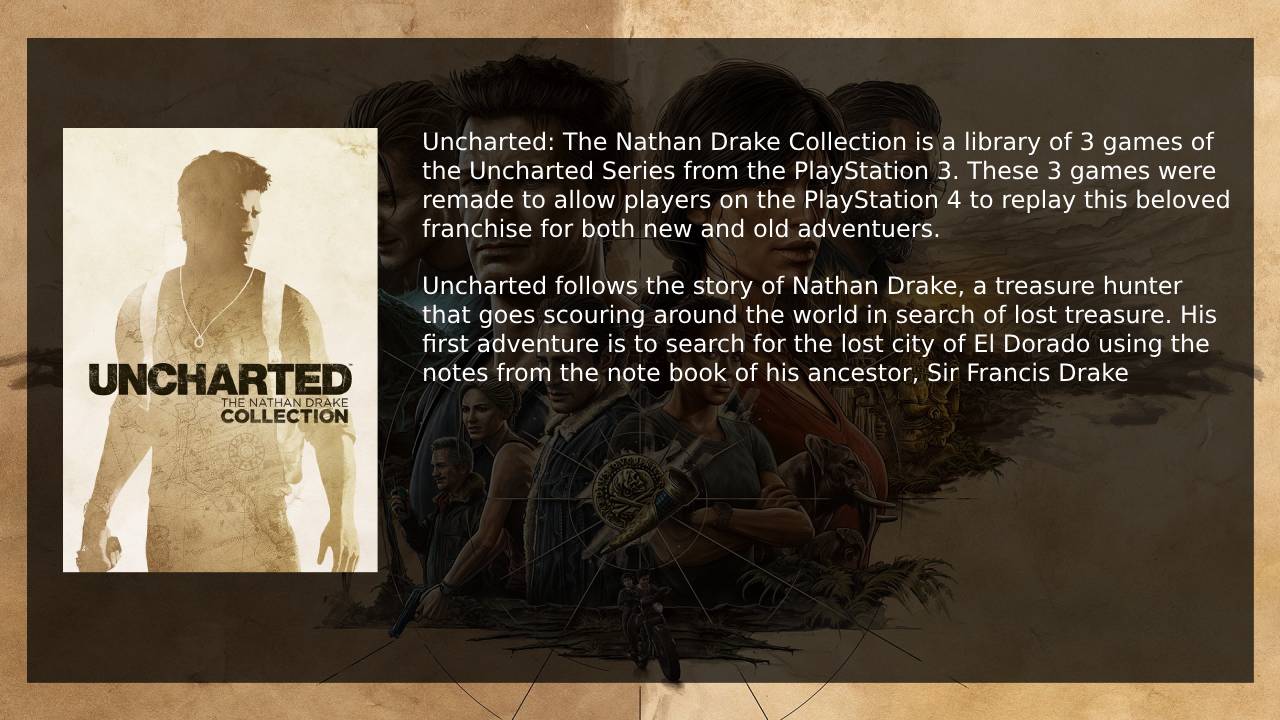 Uncharted: The Nathan Drake Collection is a library of 3 games of
the Uncharted Series from the PlayStation 3. These 3 games were
remade to allow players on the PlayStation 4 to replay this beloved
franchise for both new and old adventuers.
Uncharted follows the story of Nathan Drake, a treasure hunter
that goes scouring around the world in search of lost treasure. His
first adventure is to search for the lost city of El Dorado using the
notes from the note book of his ancestor, Sir Francis Drake
UNCHARTED
THE NATHAN DRAKE
COLLECTION